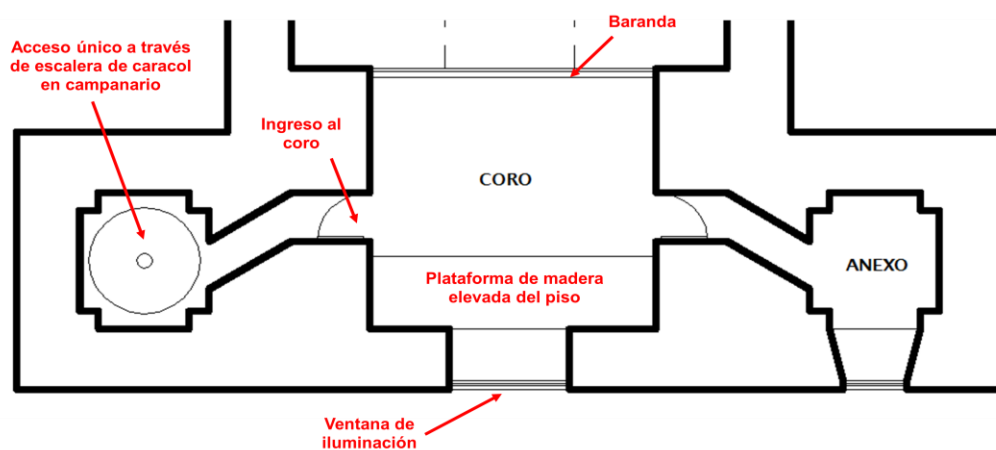 Baranda
Acceso único a través
de escalera de caracol
en campanario
Ingreso al
coro
CORO
ANEXO
Plataforma de madera
elevada del piso
Ventana de
iluminación